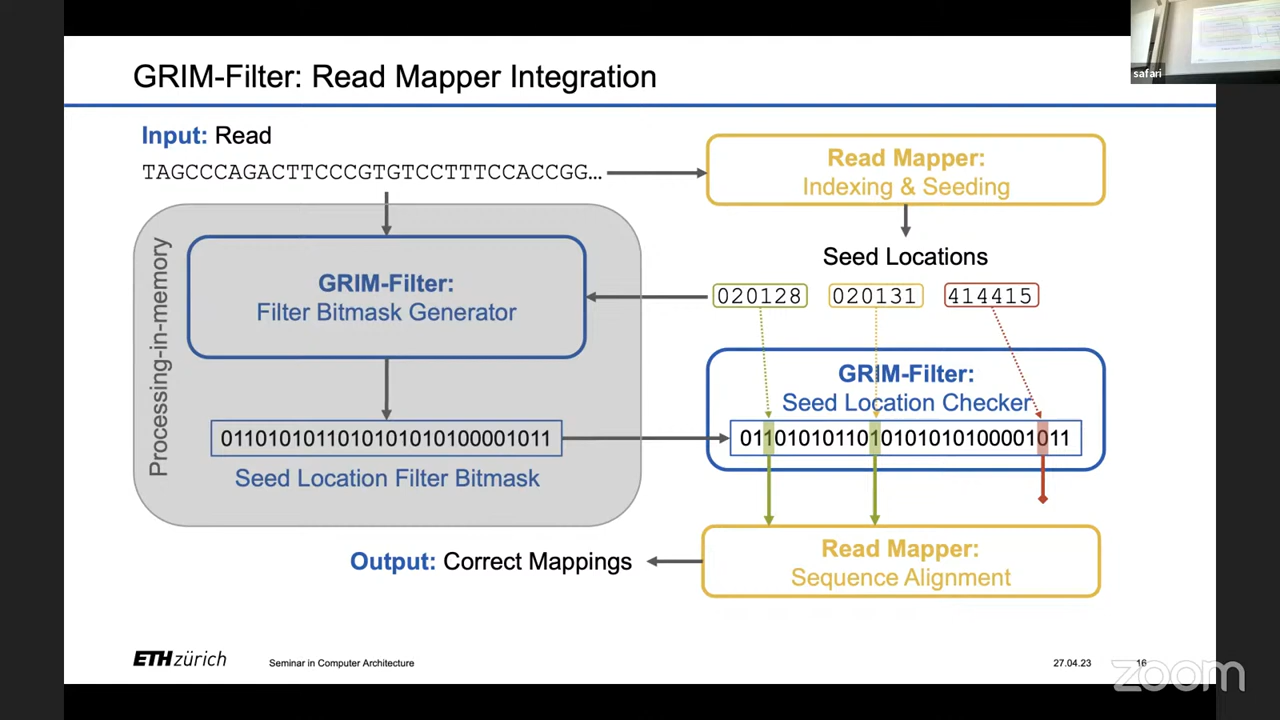 GRIM-Filter: Read Mapper Integration
safari
Input: Read
TAGCCCAGACTTCCCGTGTCCTTTCCACCGG...
Read Mapper:
Indexing & Seeding
Seed Locations
020128 020131 414415
Processing-in-memory
GRIM-Filter:
Filter Bitmask Generator
0110101011010101010100001011
Seed Location Filter Bitmask
GRIM-Filter:
Seed Location Checker
0110101011010101010100001011
Read Mapper:
Sequence Alignment
Output: Correct Mappings
ETH zürich
Seminar in Computer Architecture
27.04.23
16
zoom